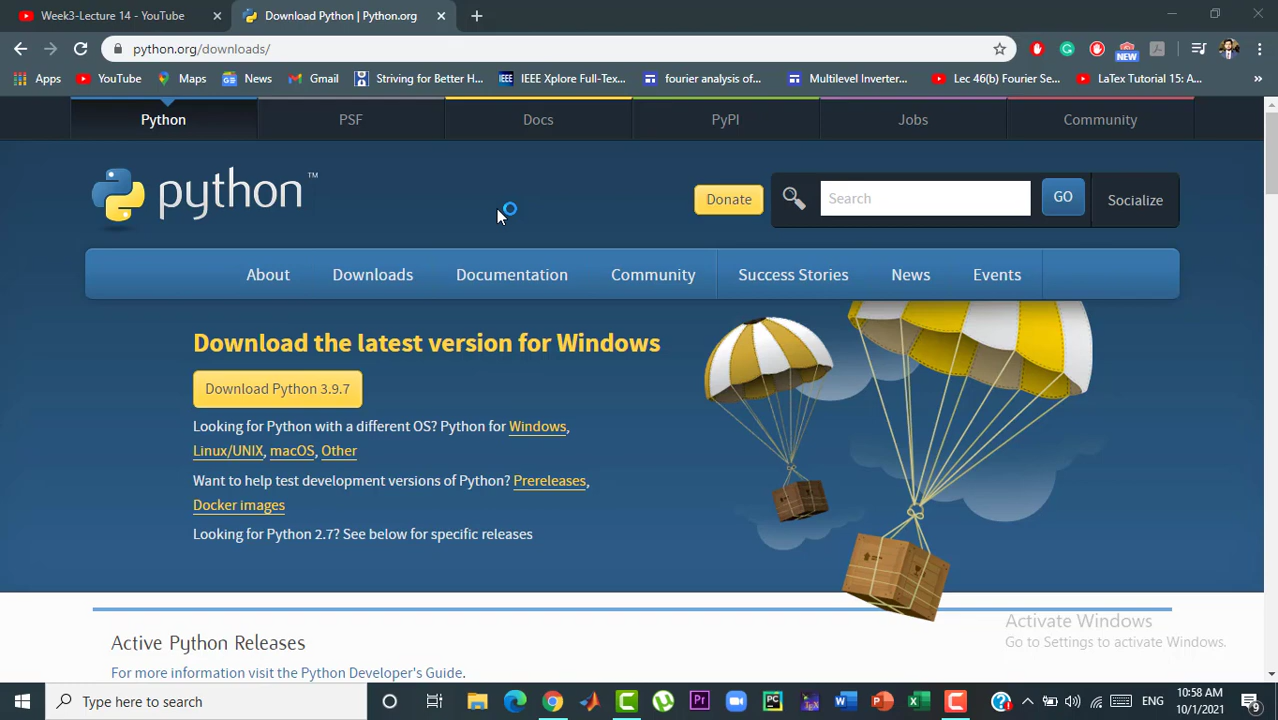 Week3-Lecture 14 - YouTube
Download Python | Python.org
python.org/downloads/
NEW
Apps
YouTube
Maps
News
Gmail
Striving for Better H...
IEEE Xplore Full-Tex...
fourier analysis of...
Multilevel Inverter...
Lec 46(b) Fourier Se...
LaTex Tutorial 15: A...
»
Python
PSF
Docs
PyPI
Jobs
Community
python™
Donate
Search
GO
Socialize
About
Downloads
Documentation
Community
Success Stories
News
Events
Download the latest version for Windows
Download Python 3.9.7
Looking for Python with a different OS? Python for Windows,
Linux/UNIX, macOS, Other
Want to help test development versions of Python? Prereleases,
Docker images
Looking for Python 2.7? See below for specific releases
Active Python Releases
For more information visit the Python Developer's Guide.
Activate Windows
Go to Settings to activate Windows.
Type here to search
ENG
10:58 AM
10/1/2021
9